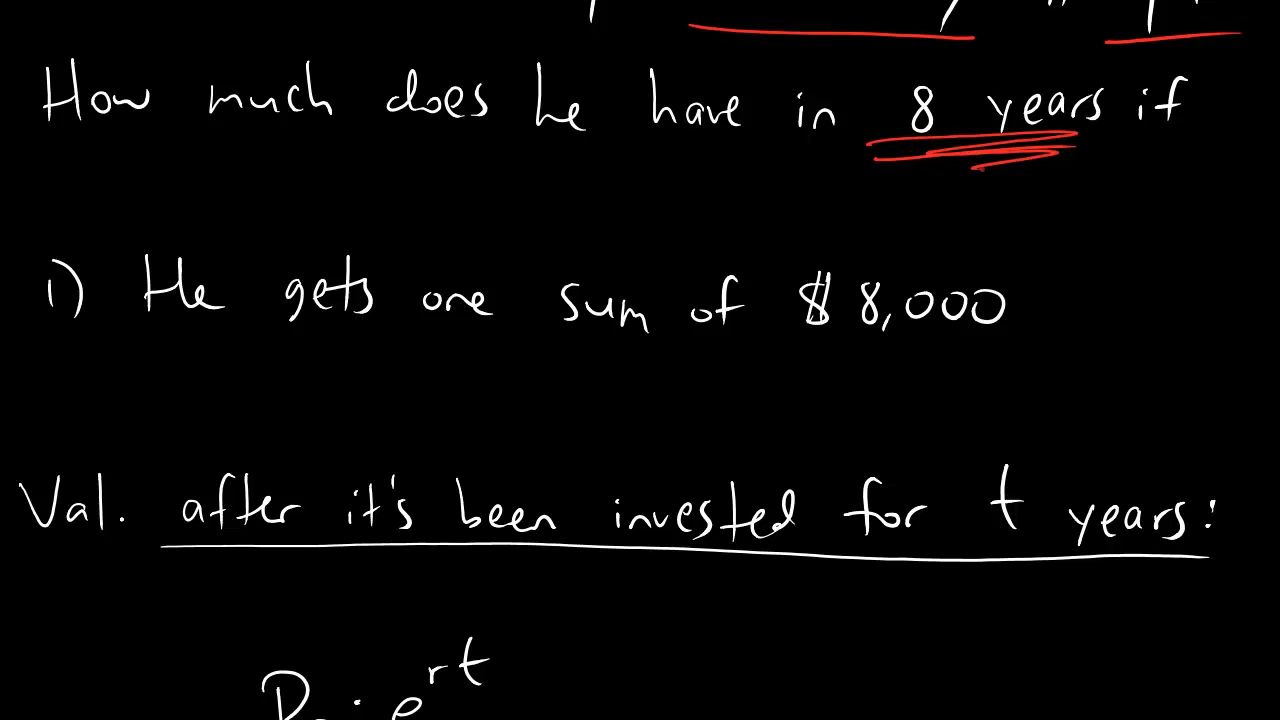 How much does he have in 8 years if
1) He gets one sum of $8,000
Val. after it's been invested for t years:
P. e^rt